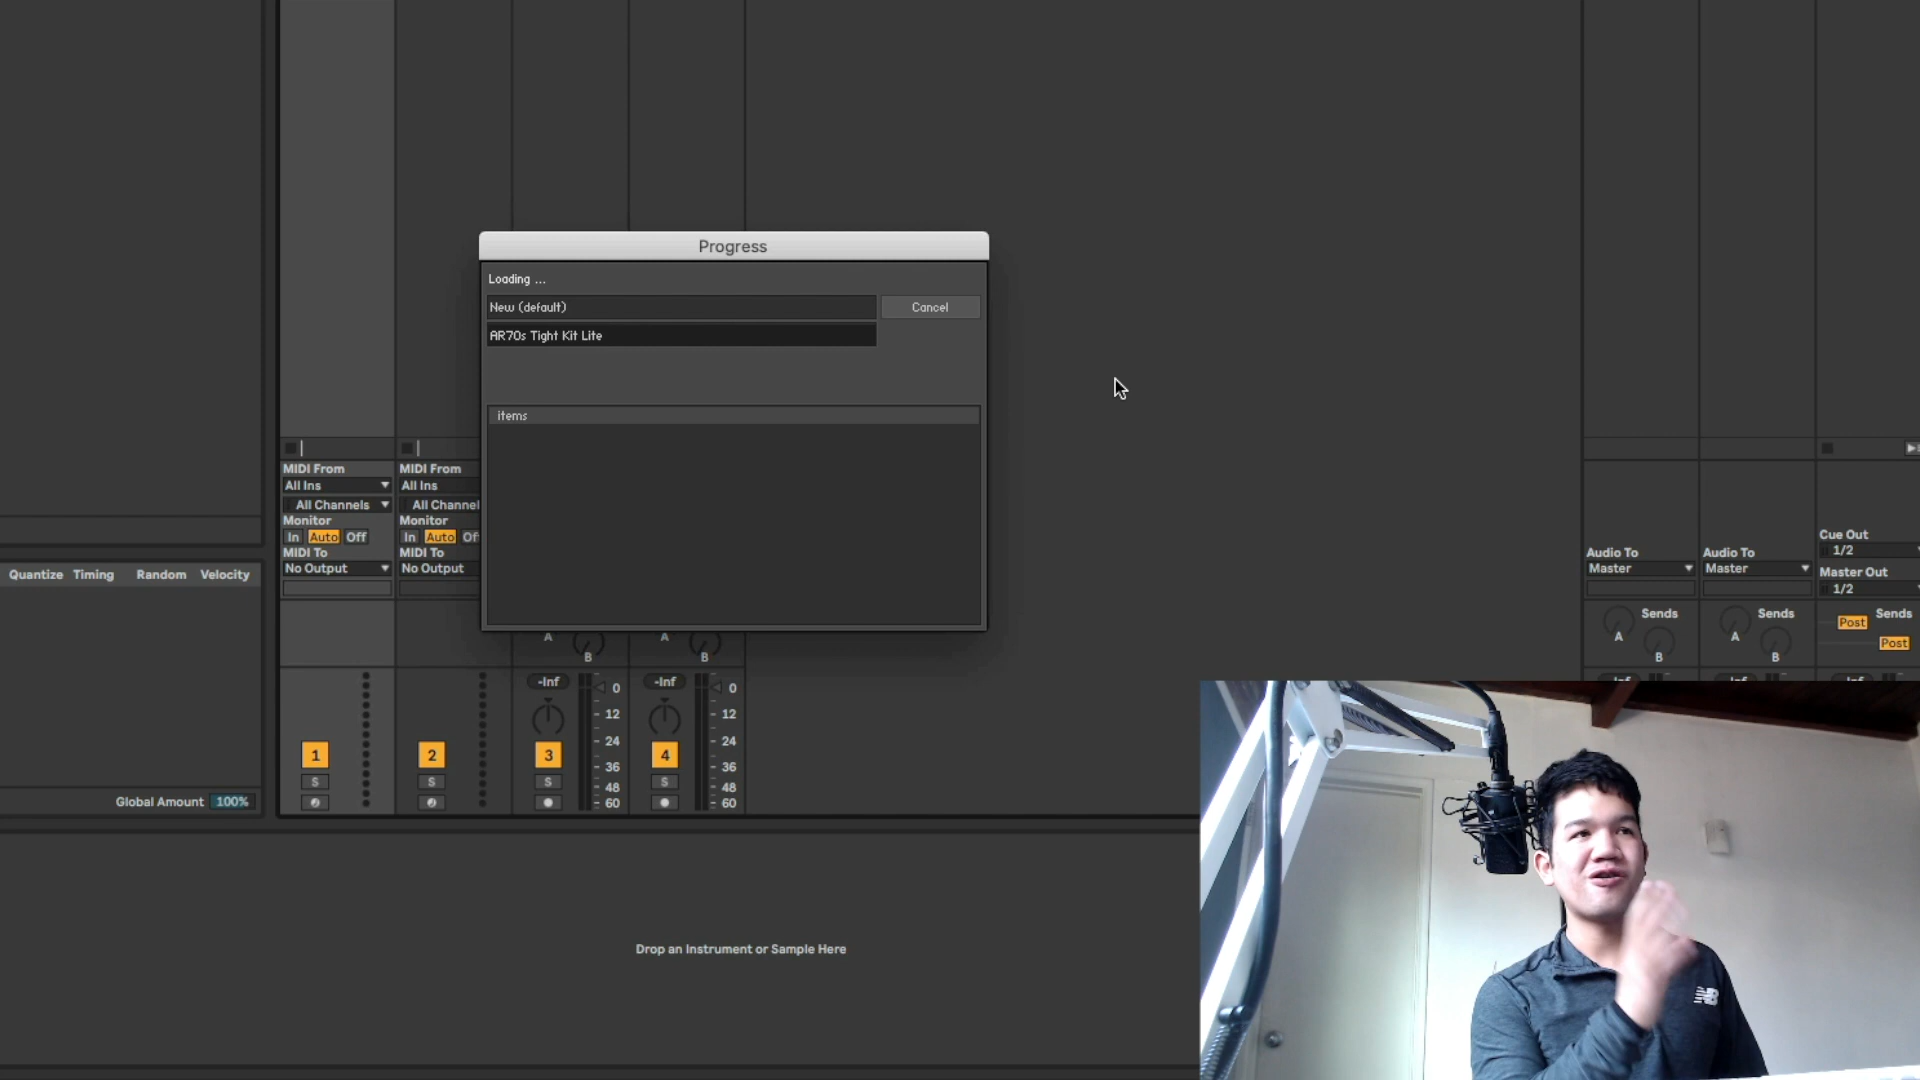 Progress
Loading ...
New (default)
Cancel
AR70s Tight Kit Lite
items
MIDI From
MIDI From
All Ins
All Ins
All Channels
All Channel
Monitor
Monitor
In Auto Off
In Auto Of
MIDI To
MIDI To
No Output
No Output
Audio To
Master
Audio To
Master
Cue Out
1/2
Master Out
1/2
Quantize Timing Random Velocity
Sends
A
B
Sends
A
B
Sends
Post
Post
A
B
A
B
-Inf
0
12
24
36
48
60
-Inf
0
12
24
36
48
60
1
2
3
4
S
S
S
S
Global Amount 100%
Drop an Instrument or Sample Here
NB